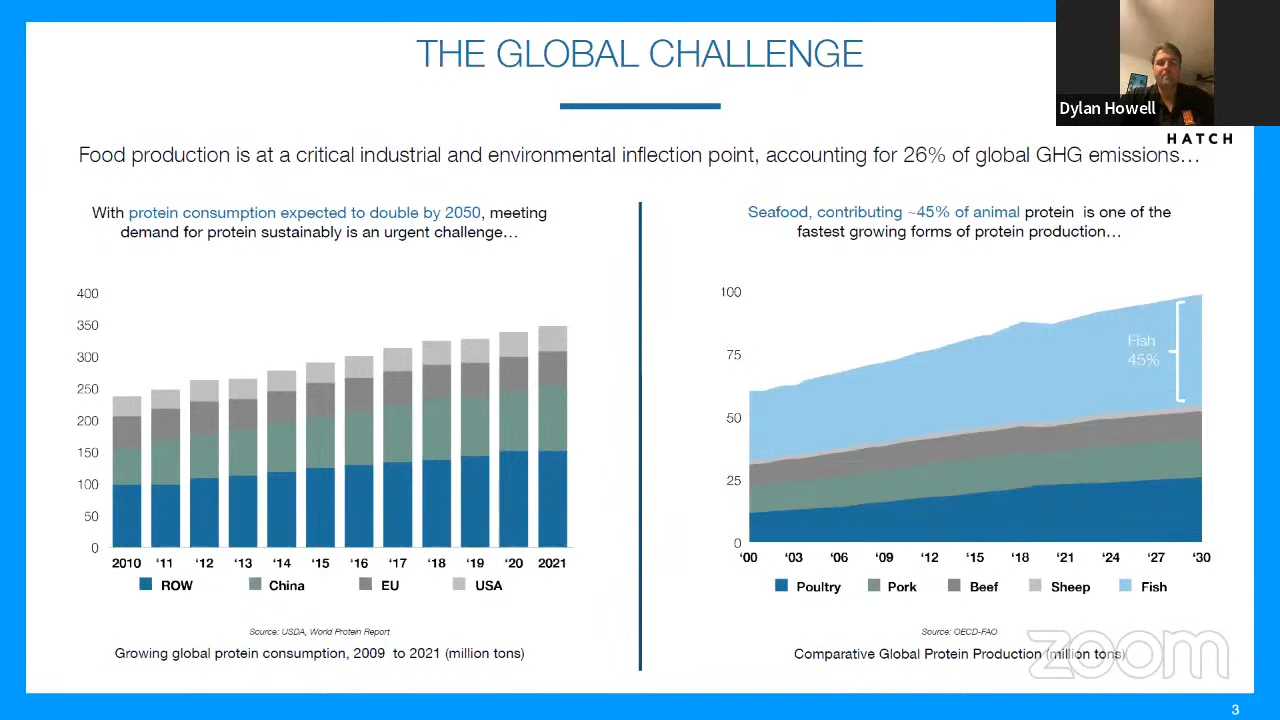 THE GLOBAL CHALLENGE
Dylan Howell
HATCH
Food production is at a critical industrial and environmental inflection point, accounting for 26% of global GHG emissions…
With protein consumption expected to double by 2050, meeting
demand for protein sustainably is an urgent challenge…
400
350
300
250
200
150
100
50
0
2010 ‘11 ‘12 ‘13 ‘14 ‘15 ‘16 ‘17 ‘18 ‘19 ‘20 2021
ROW China EU USA
Source: USDA, World Protein Report
Growing global protein consumption, 2009 to 2021 (million tons)
Seafood, contributing ~45% of animal protein is one of the
fastest growing forms of protein production…
100
75
50
25
0
Fish
45%
‘00 ‘03 ‘06 ‘09 ‘12 ‘15 ‘18 ‘21 ‘24 ‘27 ‘30
Poultry Pork Beef Sheep Fish
Source: OECD-FAO
Comparative Global Protein Production (million tons)
zoom
3